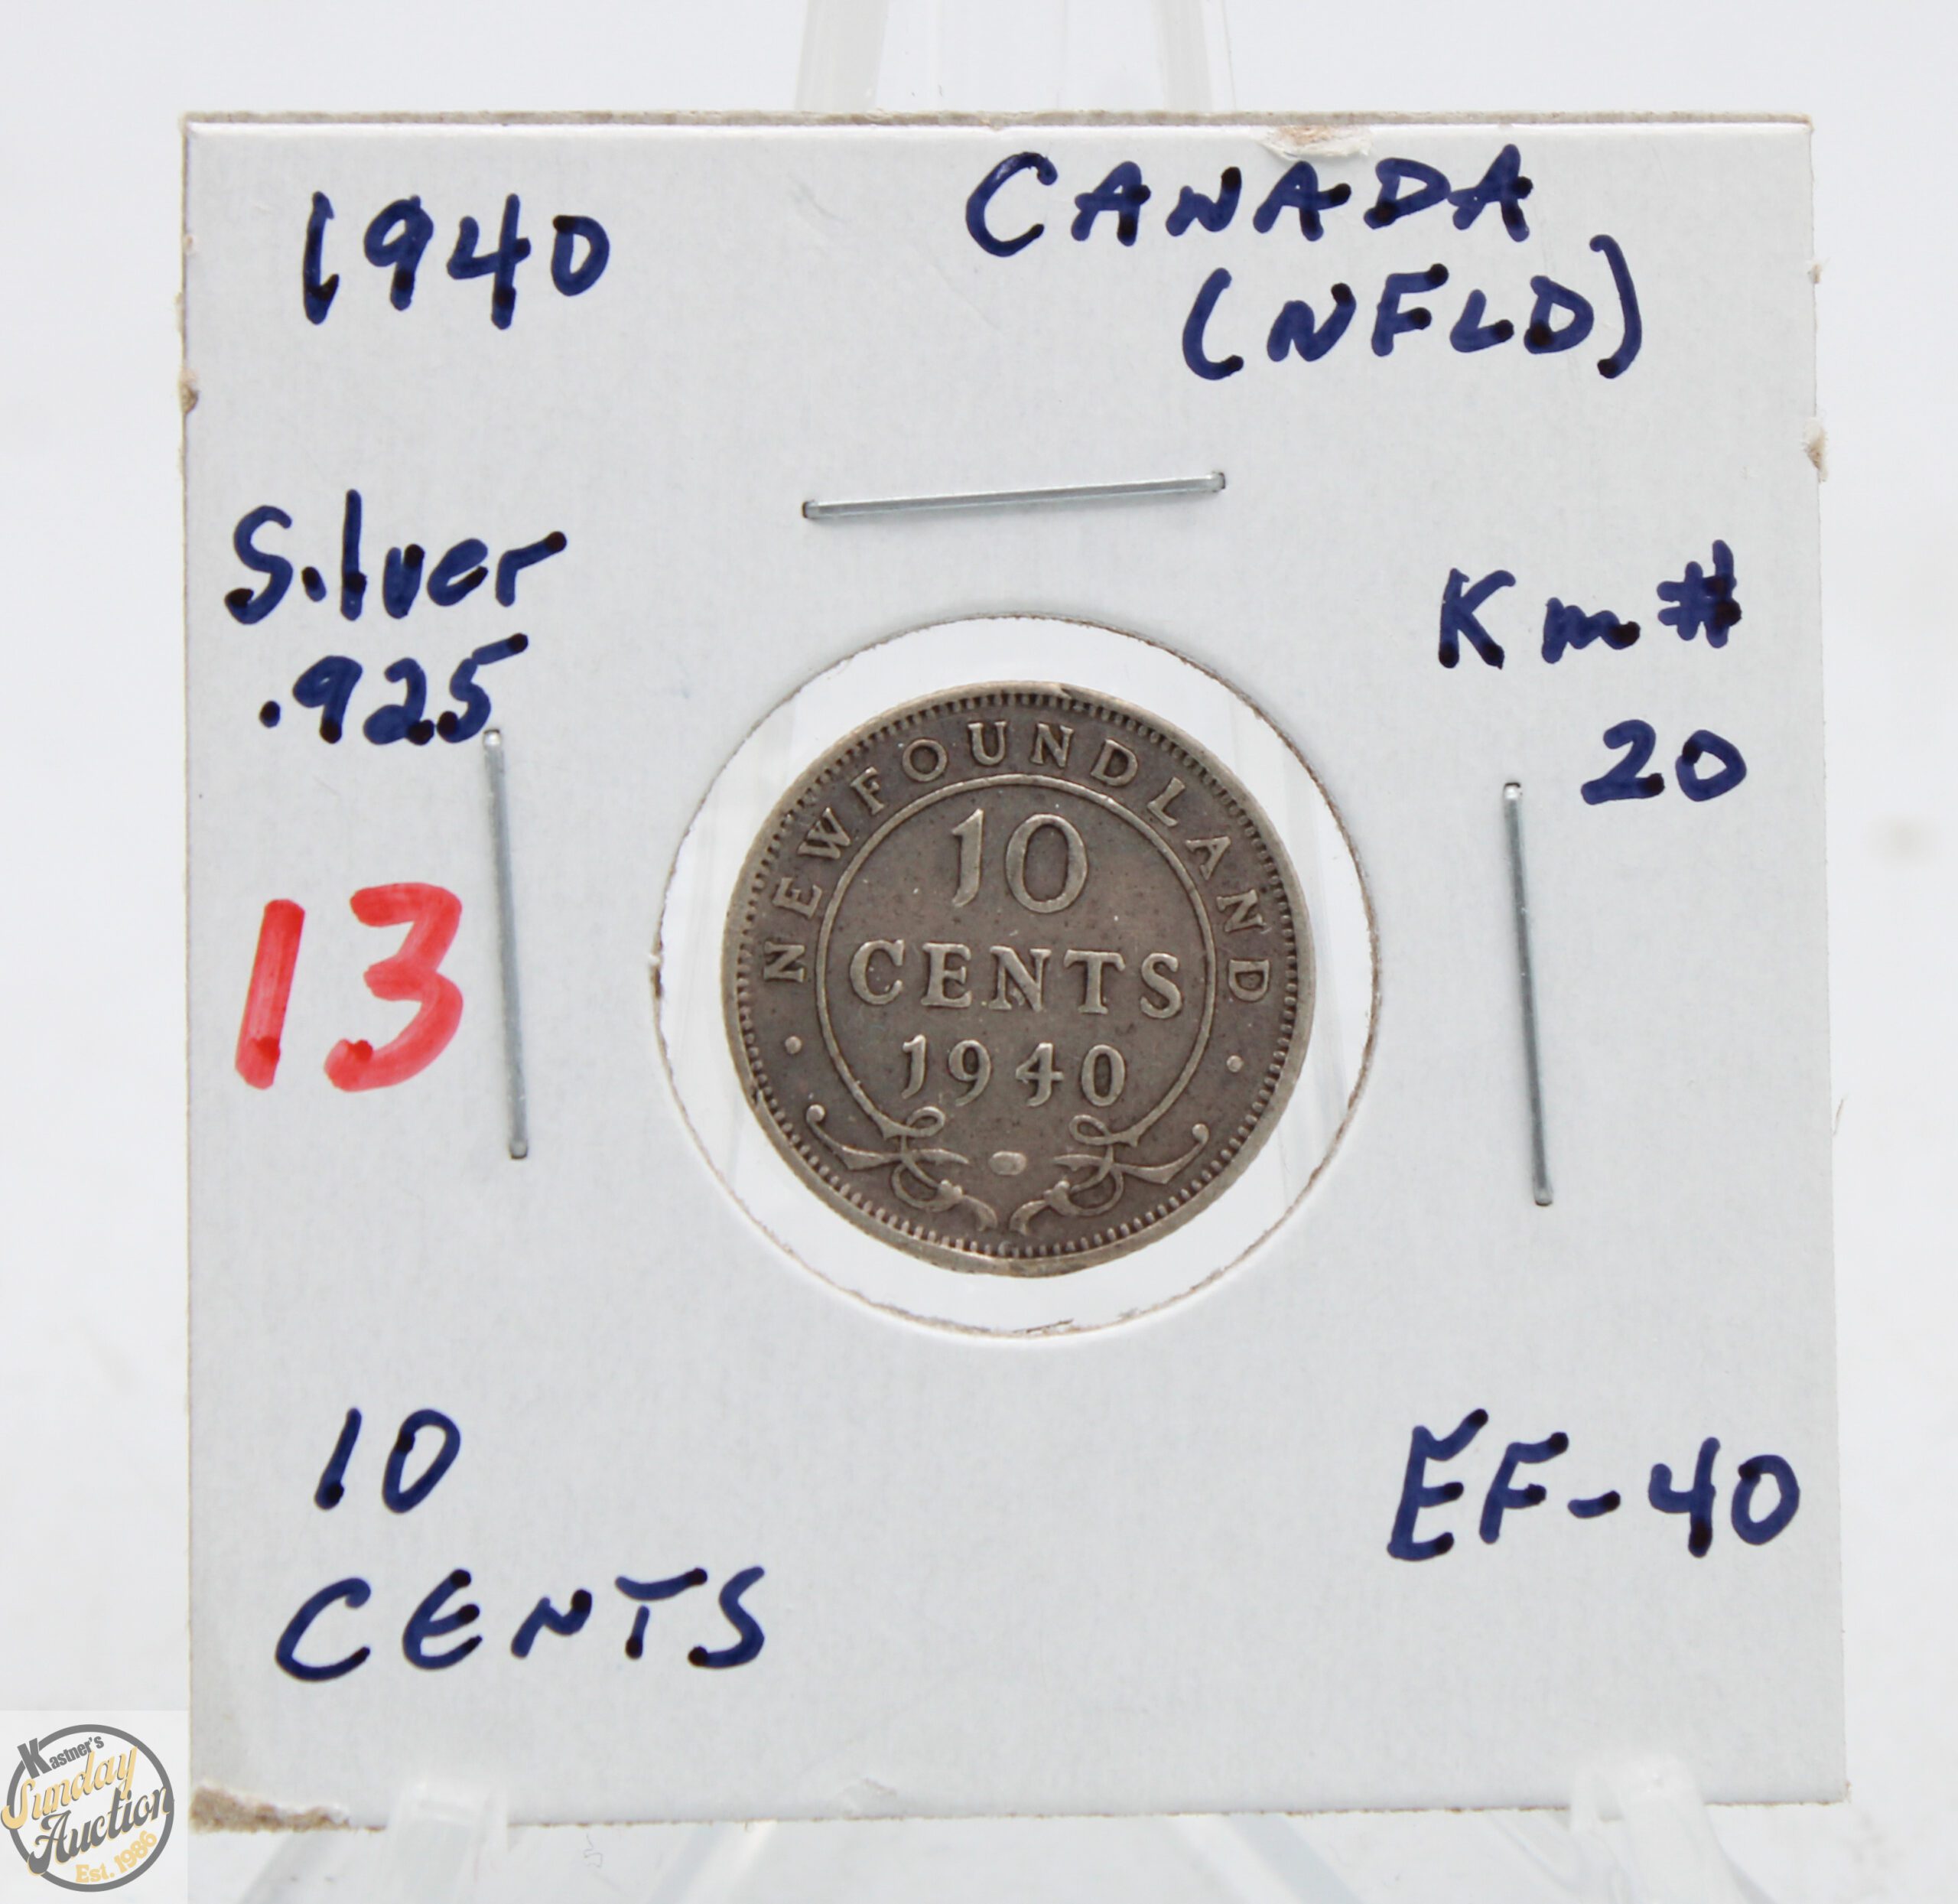 1940
CANADA
(NFLD)
Silver
.925
Km#
20
13
NEWFOUNDLAND
10
CENTS
1940
10
CENTS
EF-40
Kastner's
Sunday
Auction
Est. 1986